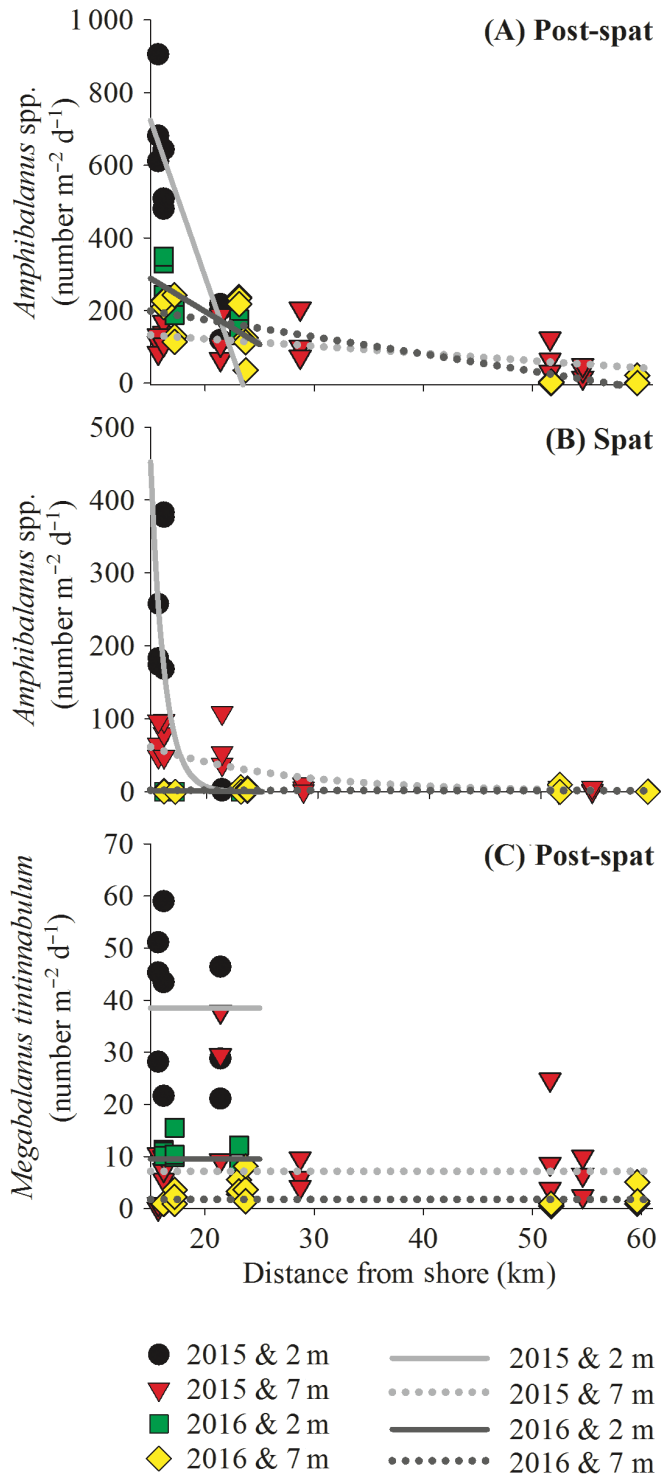 (A) Post-spat
1 000
800
600
400
200
0
Amphibalanus spp.
(number m⁻² d⁻¹)
(B) Spat
500
400
300
200
100
0
Amphibalanus spp.
(number m⁻² d⁻¹)
(C) Post-spat
70
60
50
40
30
20
10
0
Megabalanus tintinnabulum
(number m⁻² d⁻¹)
20 30 40 50 60
Distance from shore (km)
2015 & 2 m 2015 & 2 m
2015 & 7 m 2015 & 7 m
2016 & 2 m 2016 & 2 m
2016 & 7 m 2016 & 7 m